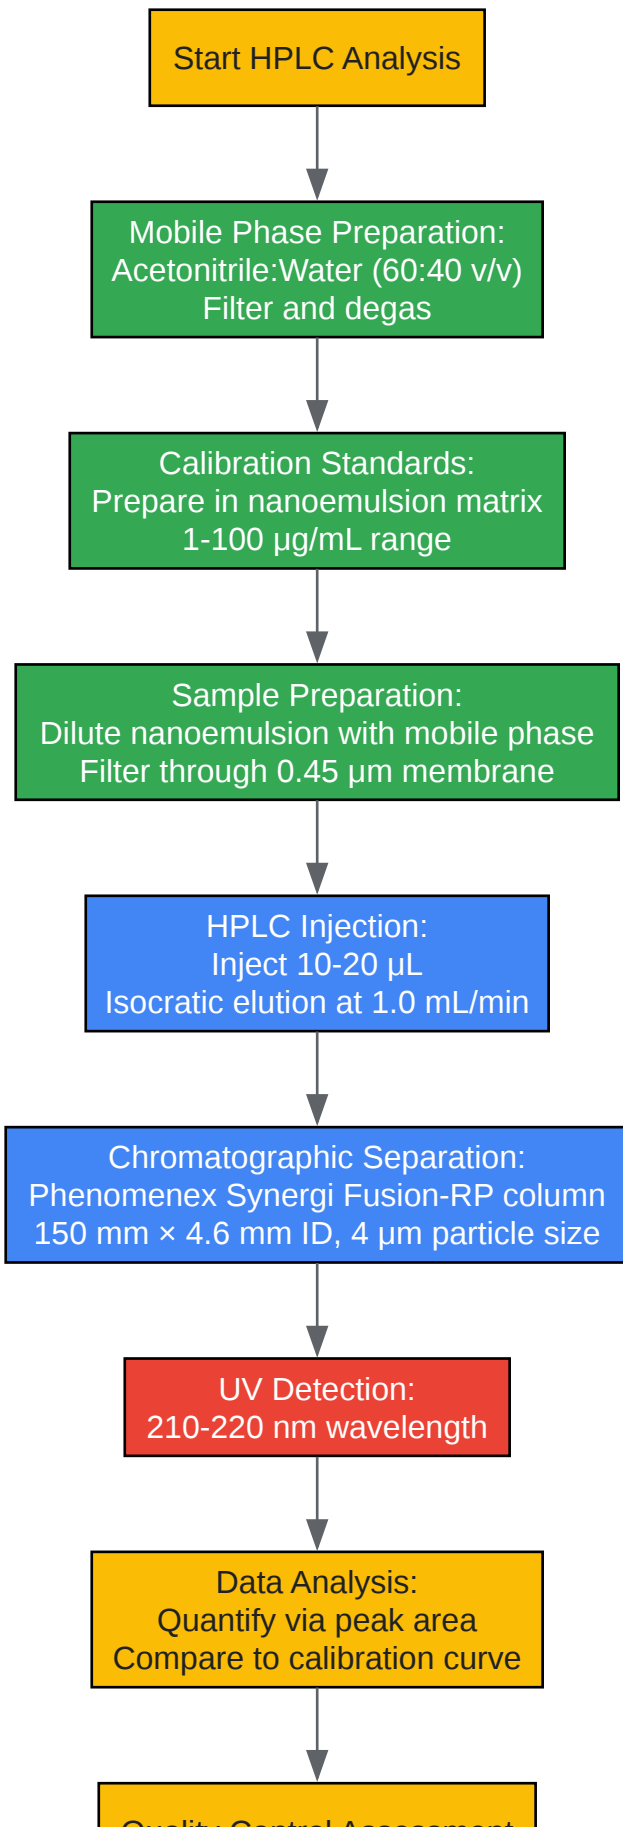 Start HPLC Analysis
Mobile Phase Preparation:
Acetonitrile:Water (60:40 v/v)
Filter and degas
Calibration Standards:
Prepare in nanoemulsion matrix
1-100 μg/mL range
Sample Preparation:
Dilute nanoemulsion with mobile phase
Filter through 0.45 μm membrane
HPLC Injection:
Inject 10-20 μL
Isocratic elution at 1.0 mL/min
Chromatographic Separation:
Phenomenex Synergi Fusion-RP column
150 mm × 4.6 mm ID, 4 μm particle size
UV Detection:
210-220 nm wavelength
Data Analysis:
Quantify via peak area
Compare to calibration curve
Quality Control Assessment